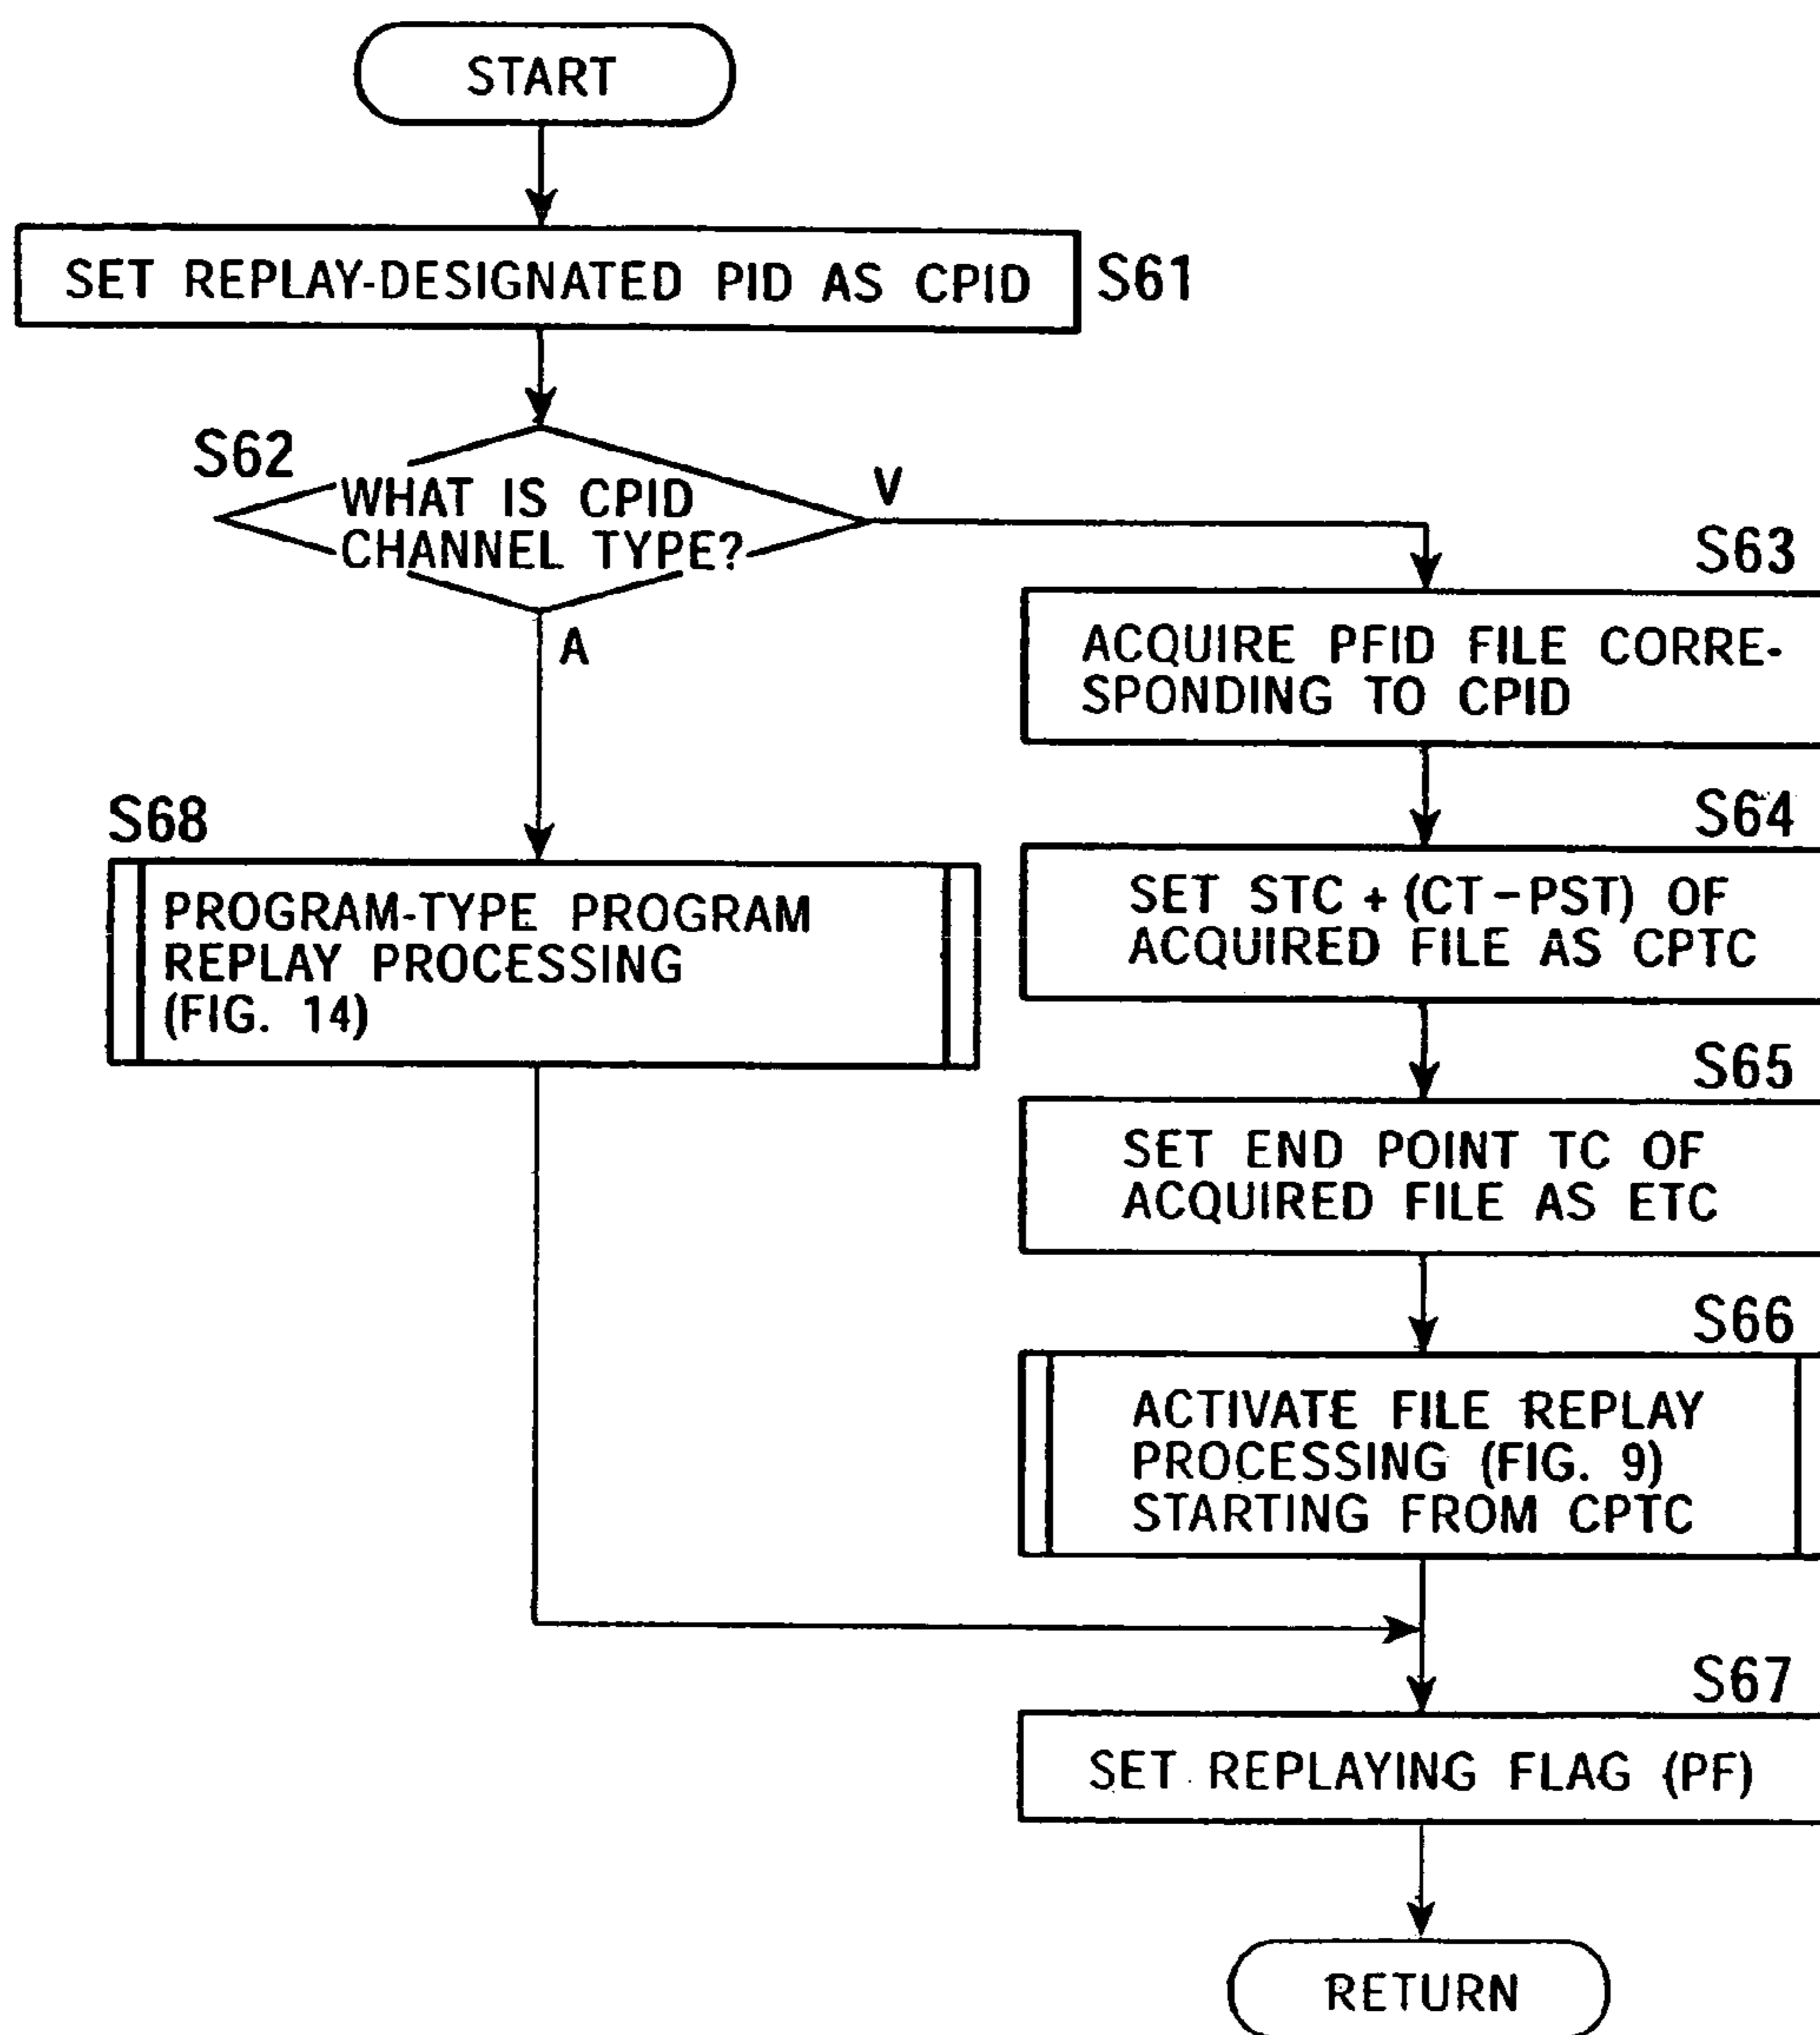 START
SET REPLAY-DESIGNATED PID AS CPID
S61
S62
WHAT IS CPID
CHANNEL TYPE?
V
A
S63
ACQUIRE PFID FILE CORRE-
SPONDING TO CPID
S64
SET STC + (CT-PST) OF
ACQUIRED FILE AS CPTC
S65
SET END POINT TC OF
ACQUIRED FILE AS ETC
S66
ACTIVATE FILE REPLAY
PROCESSING (FIG. 9)
STARTING FROM CPTC
S68
PROGRAM-TYPE PROGRAM
REPLAY PROCESSING
(FIG. 14)
S67
SET REPLAYING FLAG (PF)
RETURN